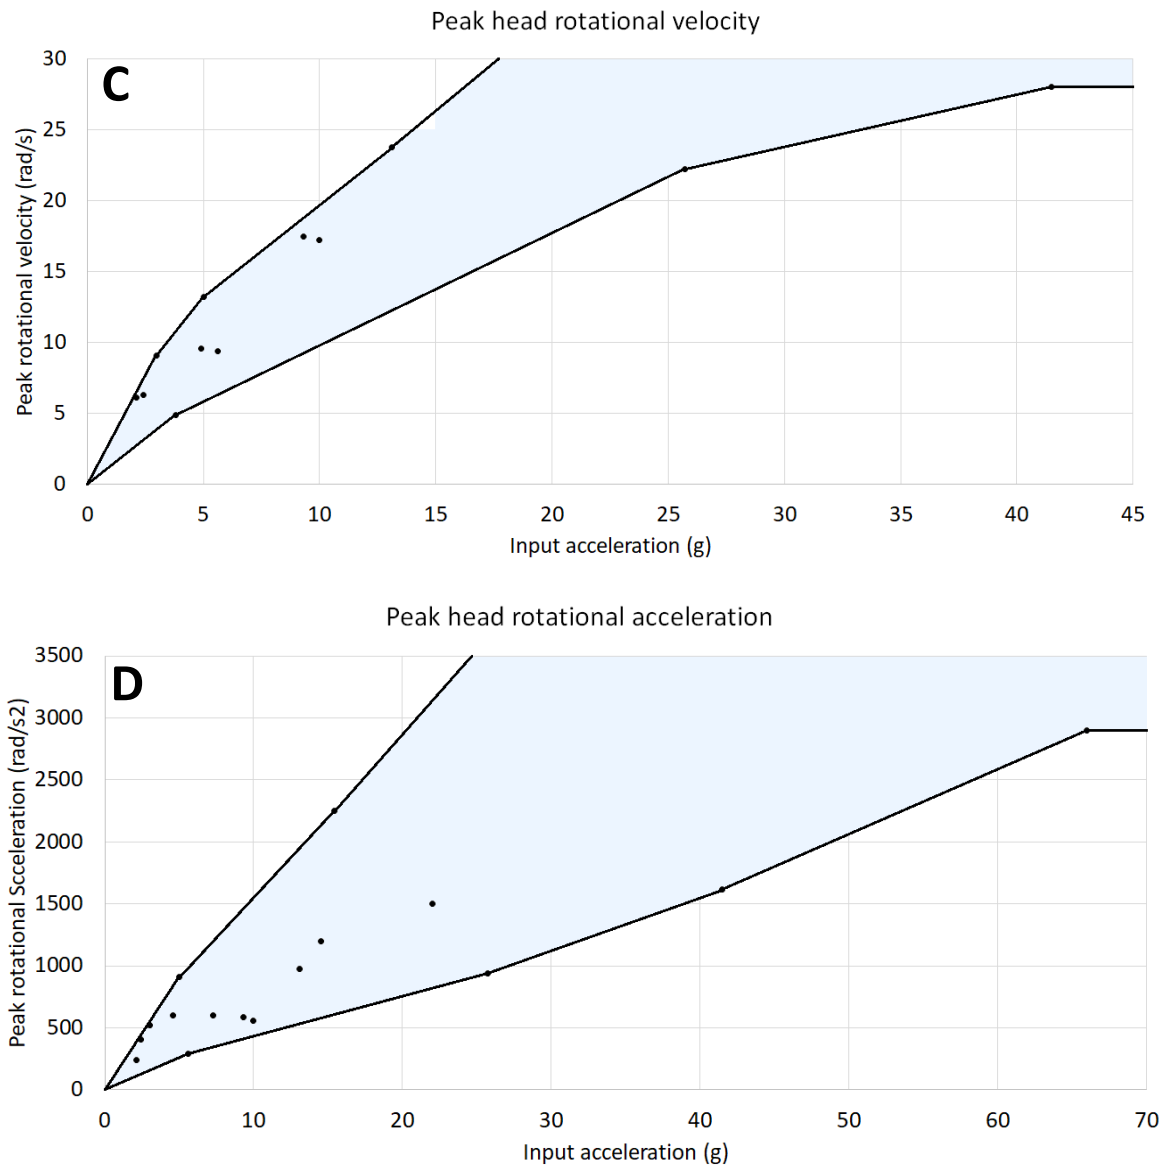 Peak head rotational velocity
C
Peak rotational velocity (rad/s)
30
25
20
15
10
5
0
0 5 10 15 20 25 30 35 40 45
Input acceleration (g)
Peak head rotational acceleration
D
Peak rotational Scceleration (rad/s2)
3500
3000
2500
2000
1500
1000
500
0
0 10 20 30 40 50 60 70
Input acceleration (g)